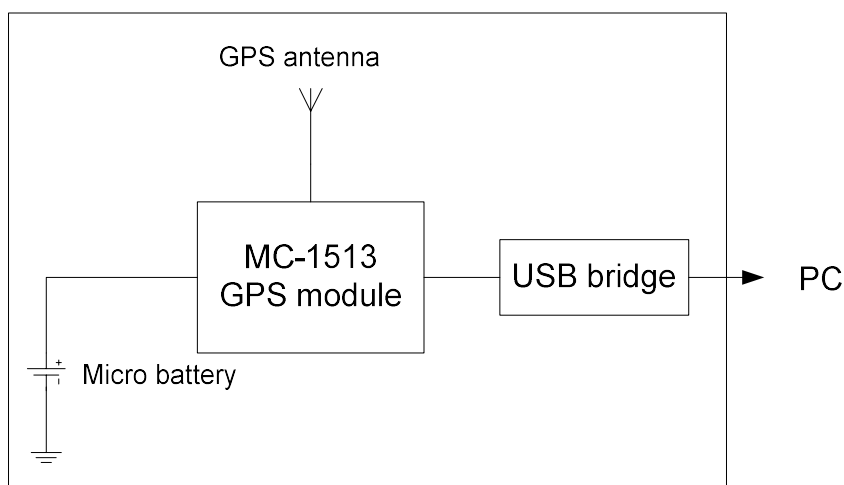 GPS antenna
MC-1513
GPS module
USB bridge
PC
+
-
Micro battery